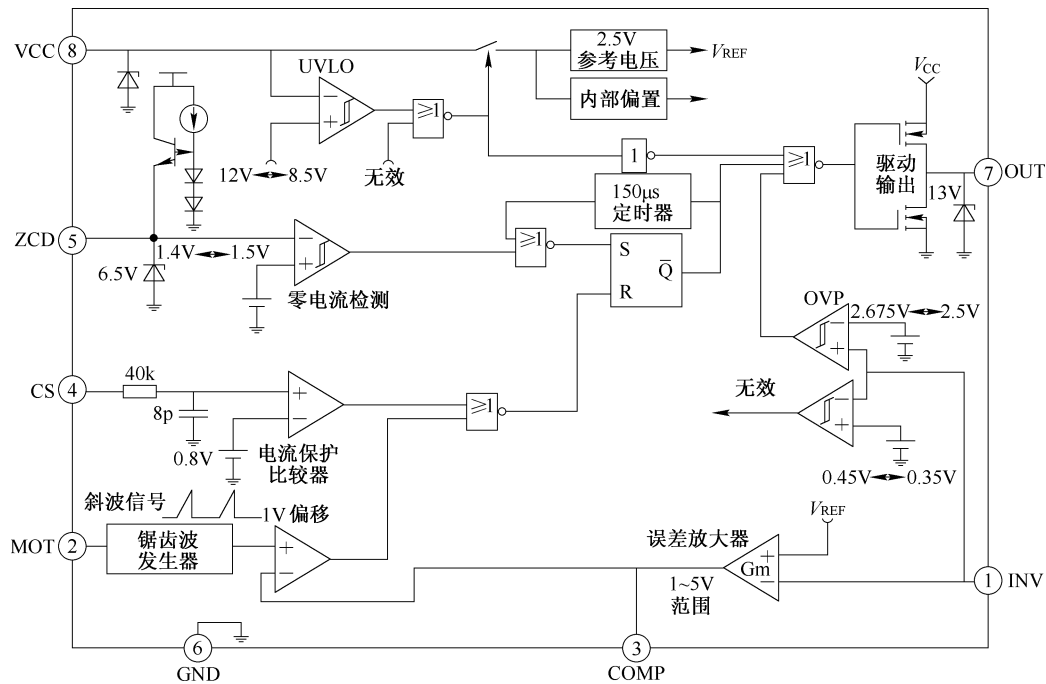 VCC
8
UVLO
2.5V
参考电压
VREF
内部偏置
VCC
≥1
12V
8.5V
无效
1
≥1
驱动
输出
13V
7
OUT
150μs
定时器
ZCD
5
1.4V
1.5V
6.5V
≥1
S
Q̄
R
零电流检测
OVP
2.675V
2.5V
CS
4
40k
8p
0.8V
电流保护
比较器
≥1
无效
0.45V
0.35V
斜波信号
1V偏移
MOT
2
锯齿波
发生器
VREF
误差放大器
Gm
1~5V
范围
1
INV
6
GND
3
COMP